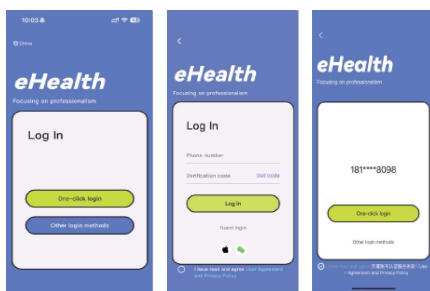 10:03
China
eHealth
Focusing on professionalism
Log In
One-click login
Other login methods
eHealth
Focusing on professionalism
Log In
Phone number
Verification code Get code
Log in
Guest login
I have read and agree User Agreement
and Privacy Policy
eHealth
Focusing on professionalism
181****8098
One-click login
Other login methods
Agreement and Privacy Policy